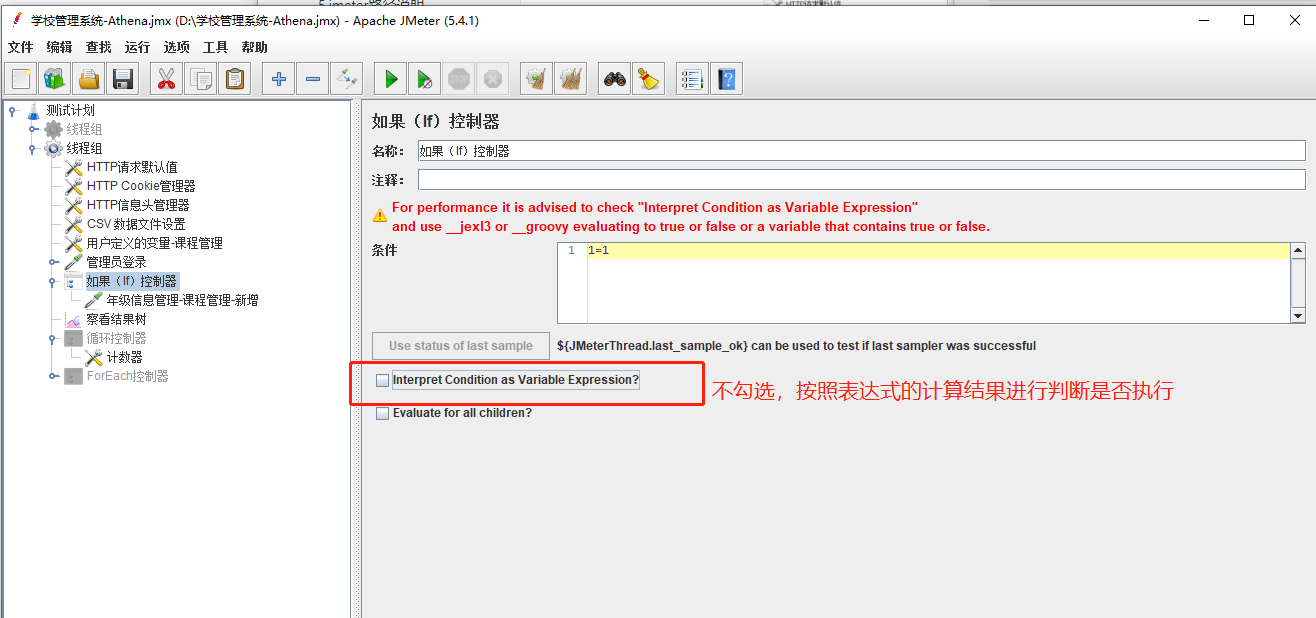 5.jmeter路径说明
学校管理系统-Athena.jmx (D:\学校管理系统-Athena.jmx) - Apache JMeter (5.4.1)
文件 编辑 查找 运行 选项 工具 帮助
STOP
测试计划
线程组
线程组
HTTP请求默认值
HTTP Cookie管理器
HTTP信息头管理器
CSV 数据文件设置
用户定义的变量-课程管理
管理员登录
如果（If）控制器
年级信息管理-课程管理-新增
察看结果树
循环控制器
计数器
ForEach控制器
如果（If）控制器
名称： 如果（If）控制器
注释：
For performance it is advised to check "Interpret Condition as Variable Expression"
and use __jexl3 or __groovy evaluating to true or false or a variable that contains true or false.
条件 1 1=1
Use status of last sample ${JMeterThread.last_sample_ok} can be used to test if last sampler was successful
Interpret Condition as Variable Expression?
不勾选，按照表达式的计算结果进行判断是否执行
Evaluate for all children?